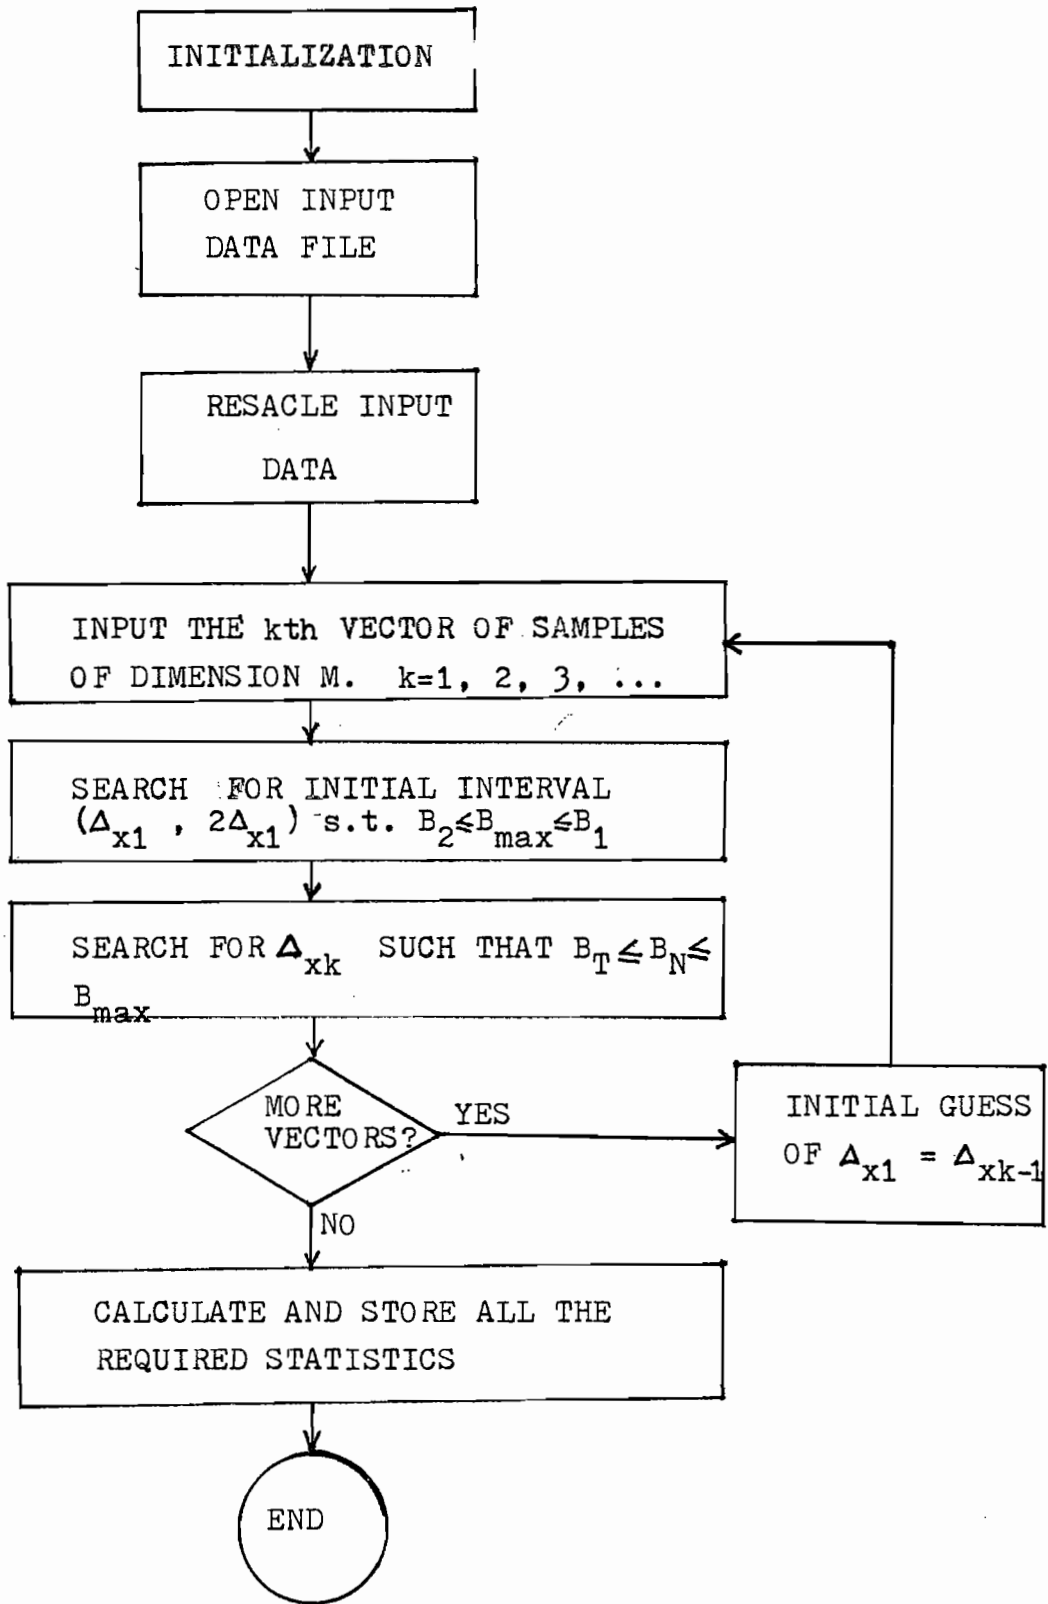 INITIALIZATION
OPEN INPUT
DATA FILE
RESACLE INPUT
DATA
INPUT THE kth VECTOR OF SAMPLES
OF DIMENSION M. k=1, 2, 3, ...
SEARCH FOR INITIAL INTERVAL
(Δx1 , 2Δx1) s.t. B2≤Bmax≤B1
SEARCH FOR Δxk SUCH THAT BT≤BN≤
Bmax
MORE
VECTORS?
YES
INITIAL GUESS
OF Δx1 = Δxk-1
NO
CALCULATE AND STORE ALL THE
REQUIRED STATISTICS
END